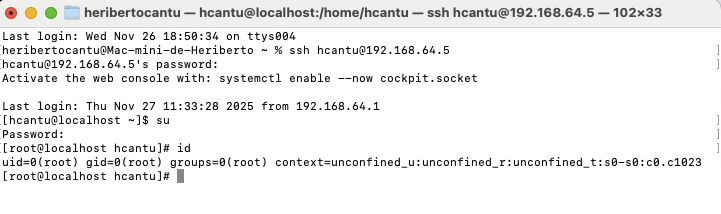 heribertocantu — hcantu@localhost:/home/hcantu — ssh hcantu@192.168.64.5 — 102×33
Last login: Wed Nov 26 18:50:34 on ttys004
[heribertocantu@Mac-mini-de-Heriberto ~ % ssh hcantu@192.168.64.5 ]
[hcantu@192.168.64.5's password: ]
Activate the web console with: systemctl enable --now cockpit.socket
Last login: Thu Nov 27 11:33:28 2025 from 192.168.64.1
[[hcantu@localhost ~]$ su ]
[Password: ]
[[root@localhost hcantu]# id ]
uid=0(root) gid=0(root) groups=0(root) context=unconfined_u:unconfined_r:unconfined_t:s0-s0:c0.c1023
[root@localhost hcantu]#